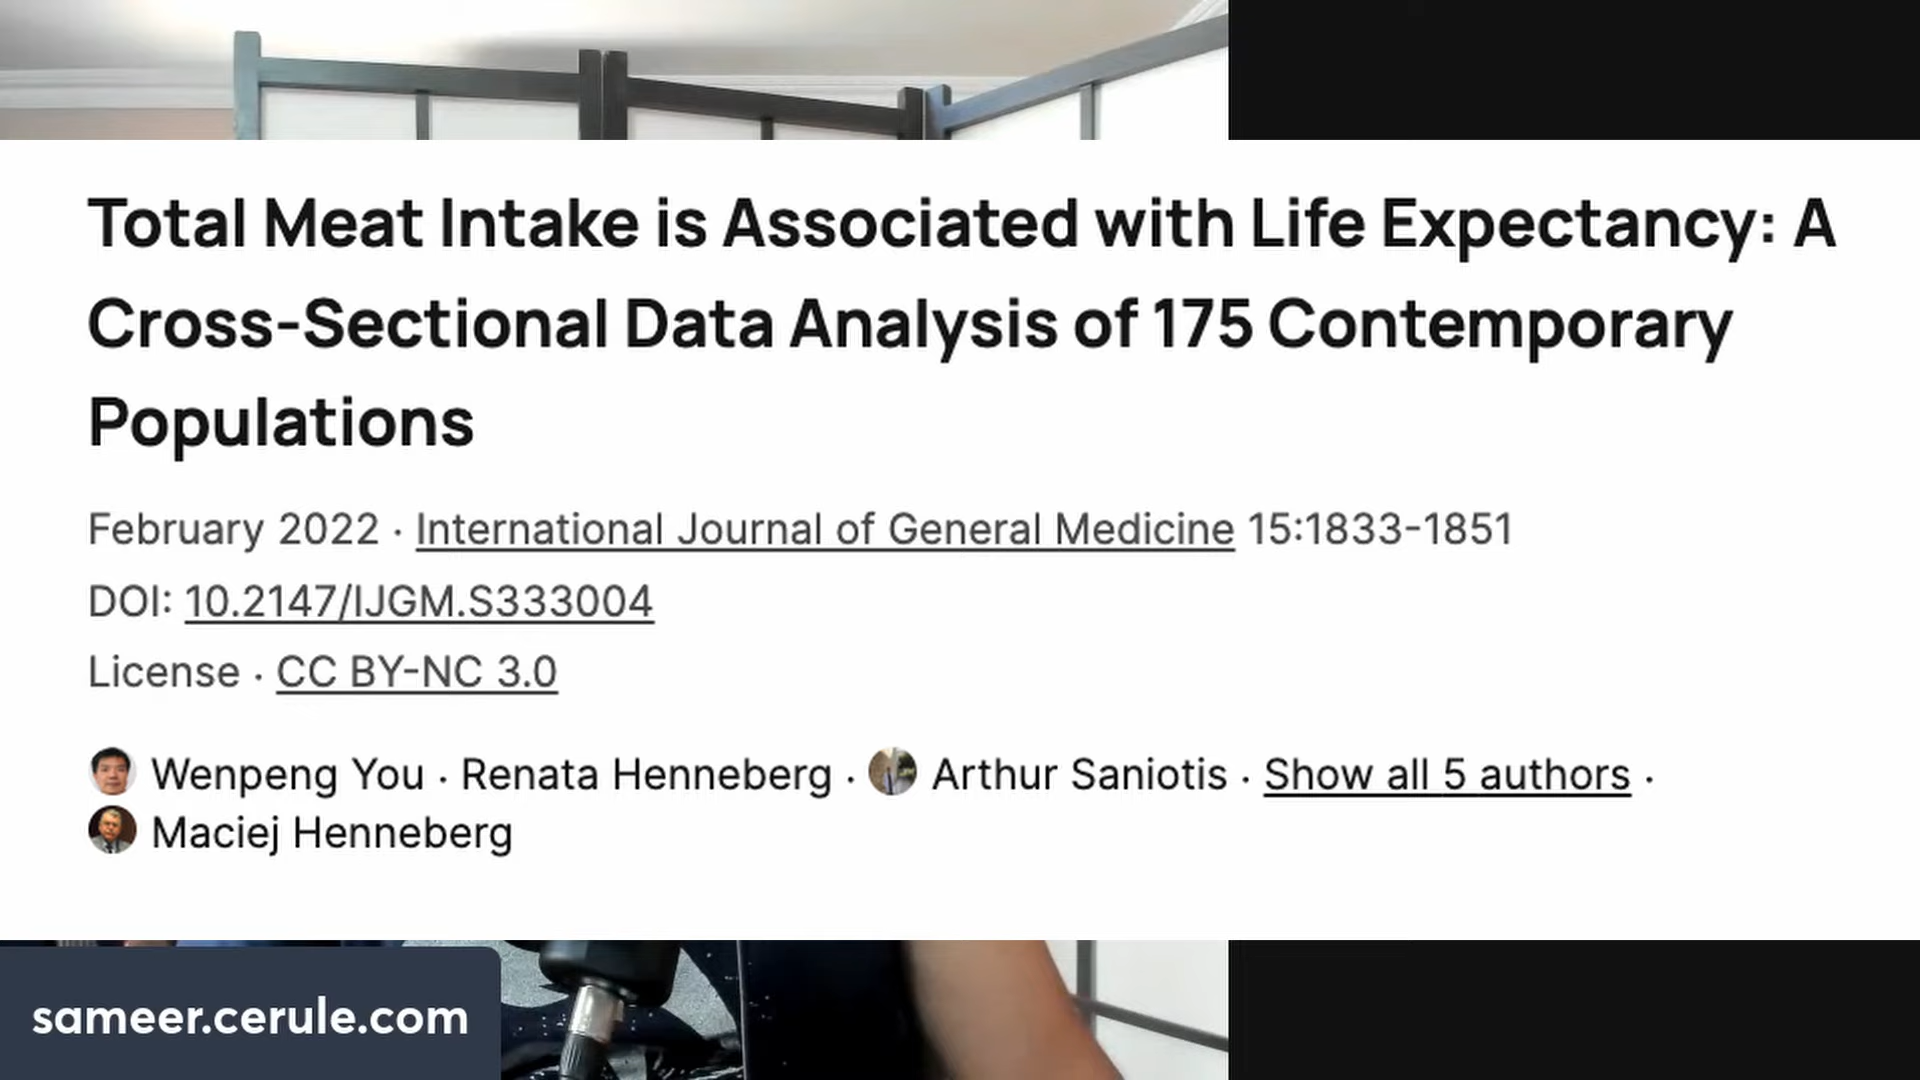 Total Meat Intake is Associated with Life Expectancy: A
Cross-Sectional Data Analysis of 175 Contemporary
Populations
February 2022 · International Journal of General Medicine 15:1833-1851
DOI: 10.2147/IJGM.S333004
License · CC BY-NC 3.0
Wenpeng You · Renata Henneberg · Arthur Saniotis · Show all 5 authors ·
Maciej Henneberg
sameer.cerule.com